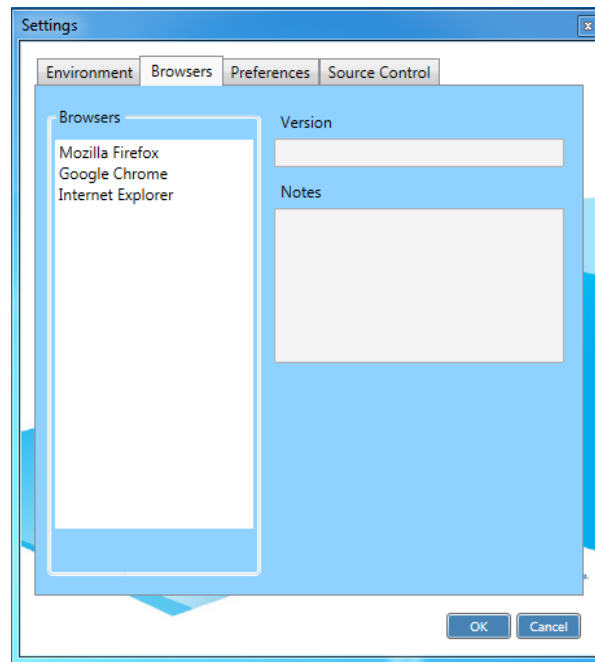 Settings
x
Environment
Browsers
Preferences
Source Control
Browsers
Mozilla Firefox
Google Chrome
Internet Explorer
Version
Notes
OK
Cancel